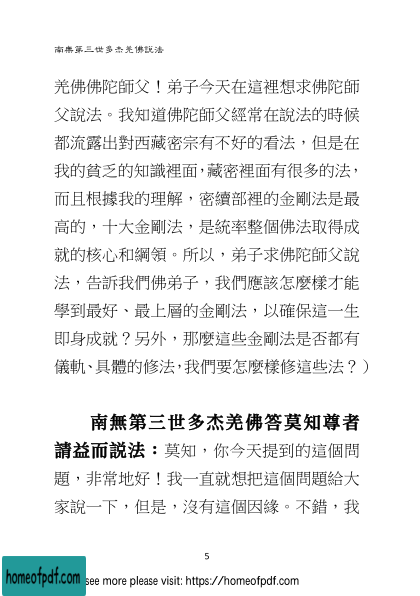 南無第三世多杰羌佛說法
羌佛佛陀師父！弟子今天在這裡想求佛陀師
父說法。我知道佛陀師父經常在說法的時候
都流露出對西藏密宗有不好的看法，但是在
我的貧乏的知識裡面，藏密裡面有很多的法，
而且根據我的理解，密續部裡的金剛法是最
高的，十大金剛法，是統率整個佛法取得成
就的核心和綱領。所以，弟子求佛陀師父說
法，告訴我們佛弟子，我們應該怎麼樣才能
學到最好、最上層的金剛法，以確保這一生
即身成就？另外，那麼這些金剛法是否都有
儀軌、具體的修法，我們要怎麼樣修這些法？）
南無第三世多杰羌佛答莫知尊者
請益而說法：莫知，你今天提到的這個問
題，非常地好！我一直就想把這個問題給大
家說一下，但是，沒有這個因緣。不錯，我
5
homeofpdf.com see more please visit: https://homeofpdf.com